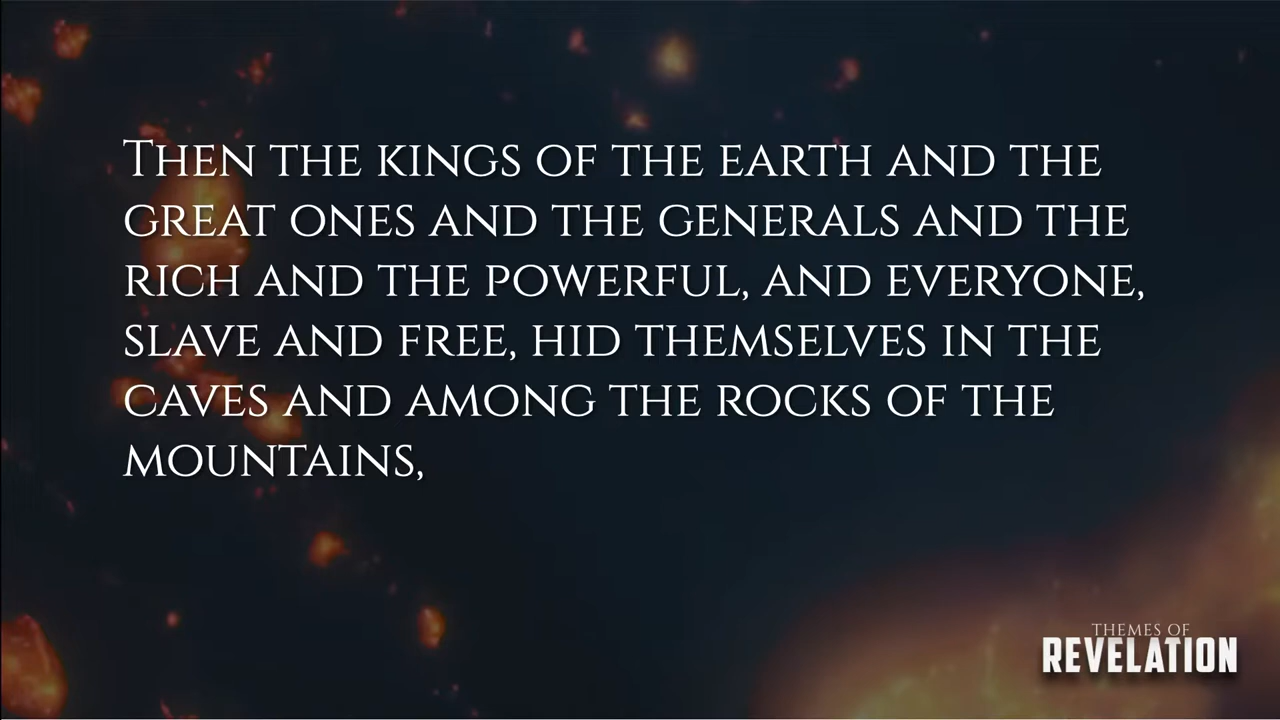 Then the kings of the earth and the
great ones and the generals and the
rich and the powerful, and everyone,
slave and free, hid themselves in the
caves and among the rocks of the
mountains,
THEMES OF
REVELATION